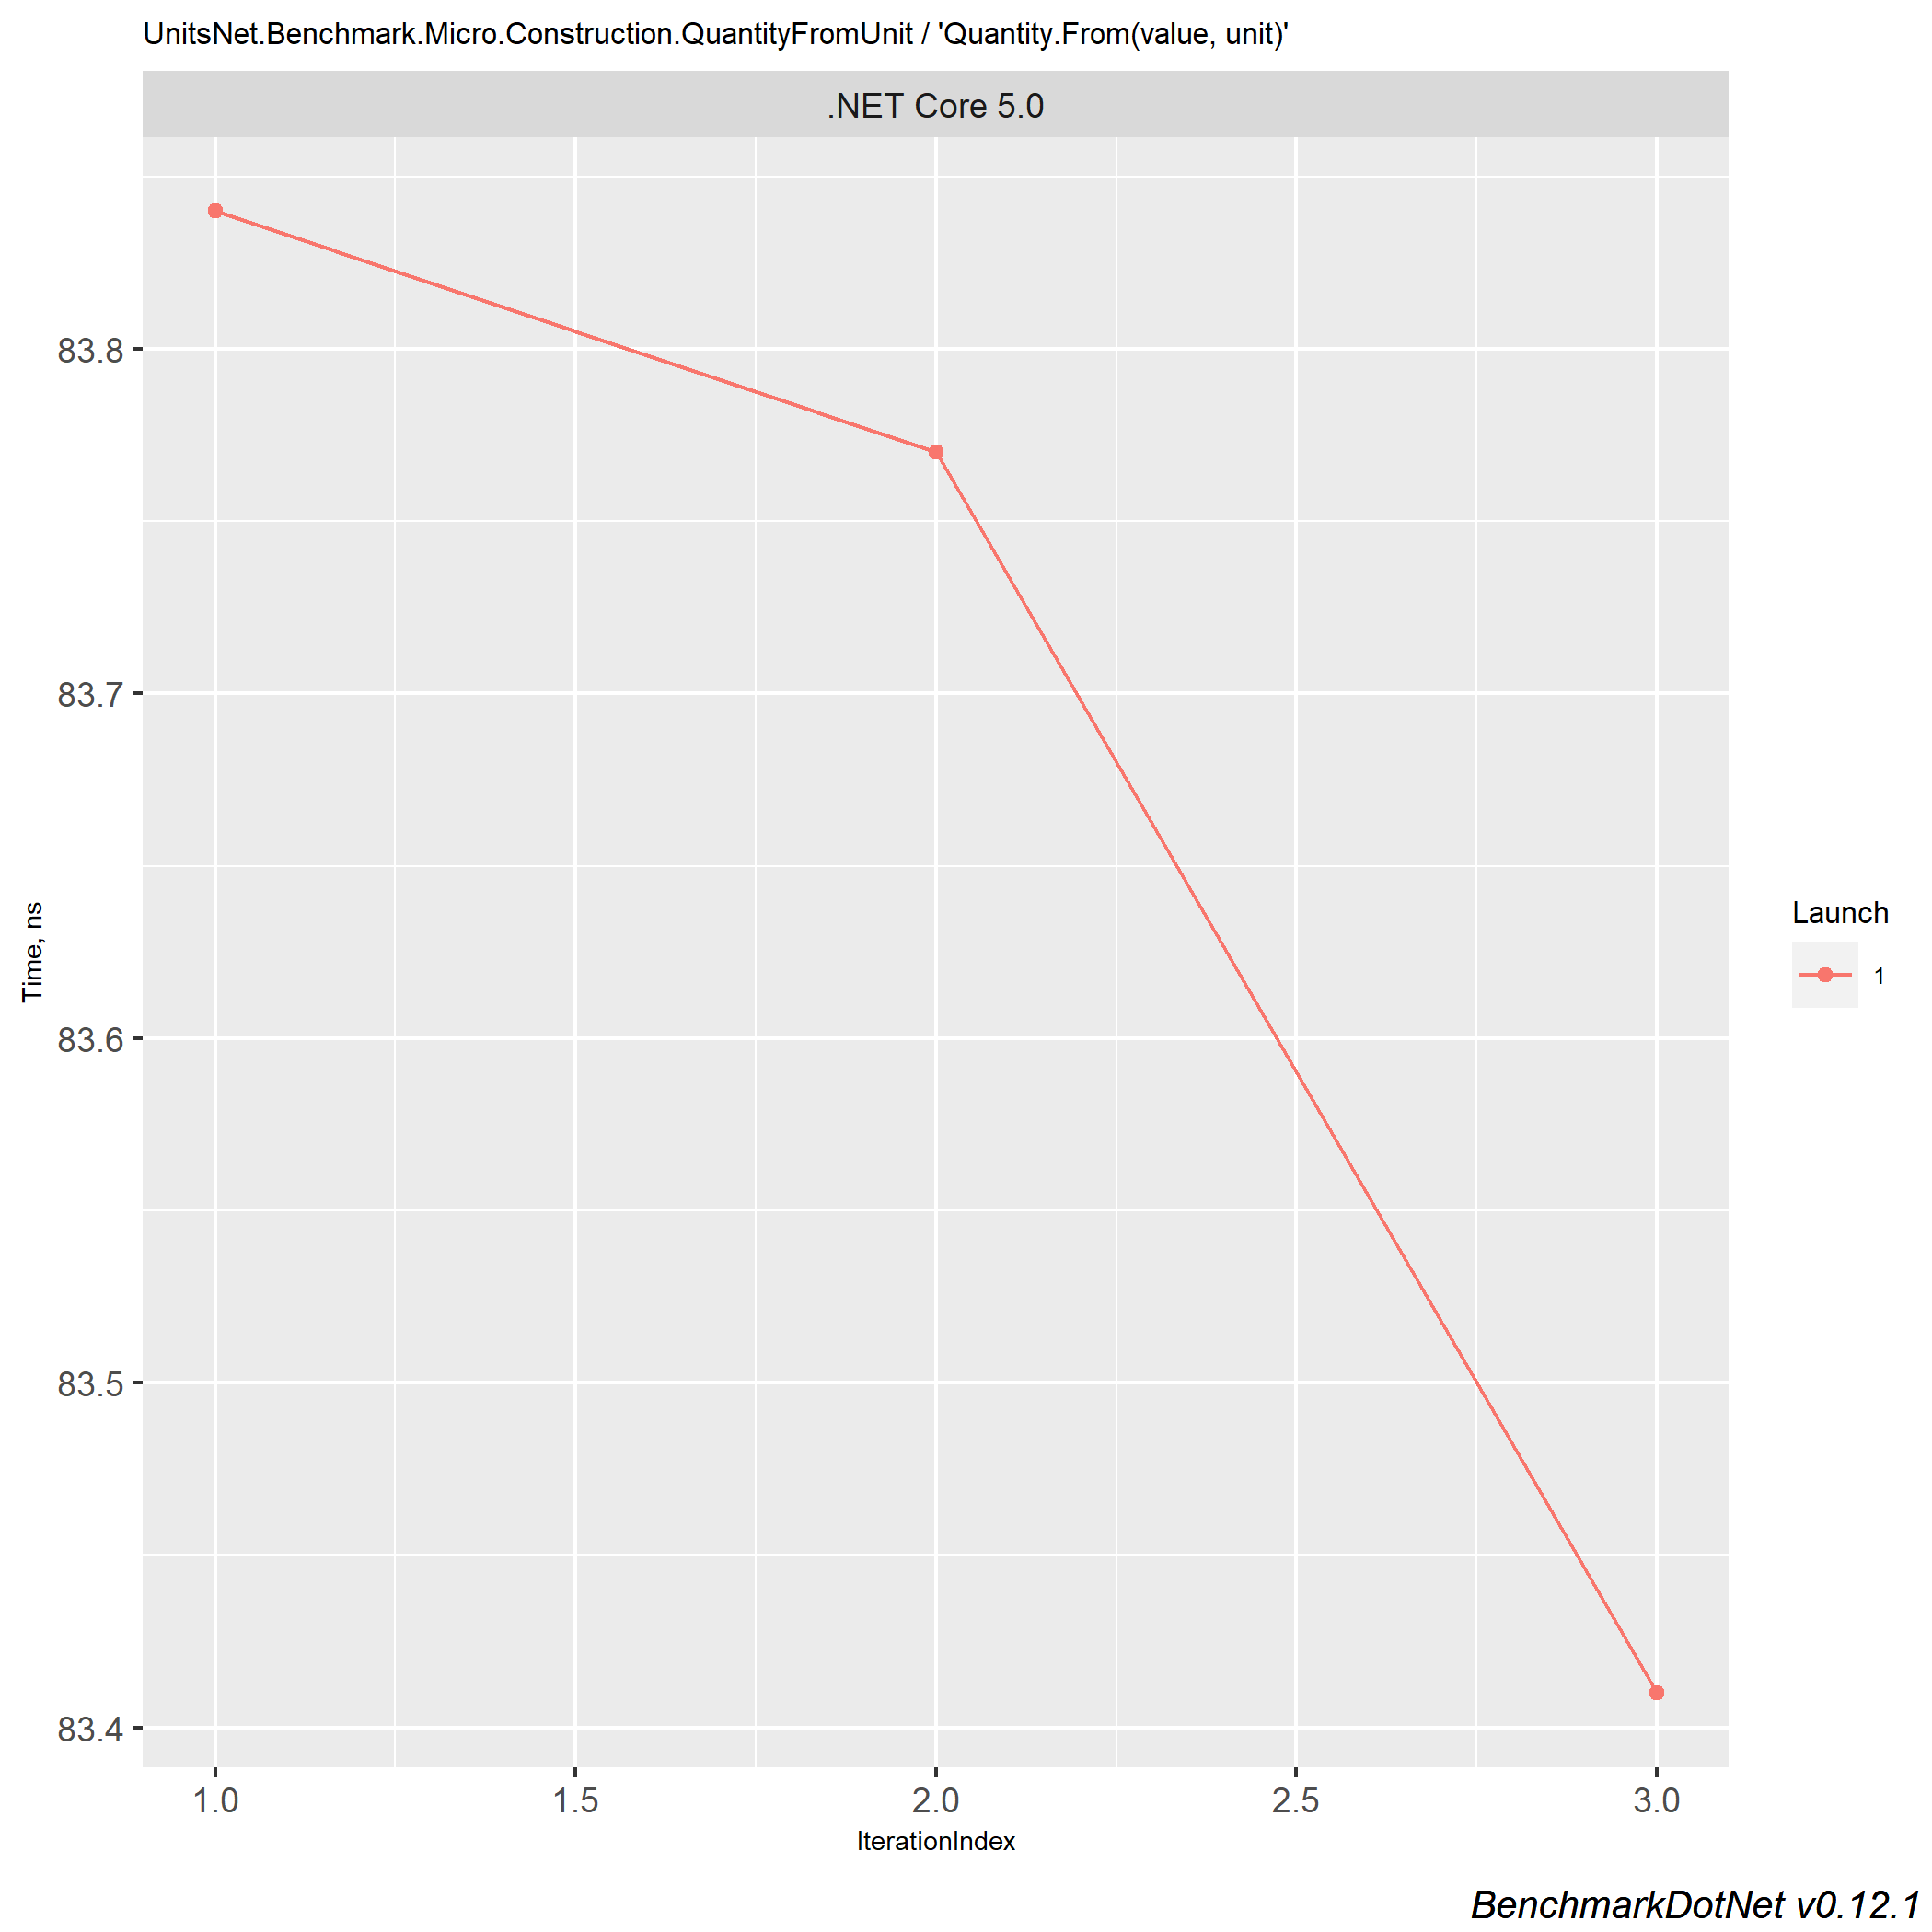 UnitsNet.Benchmark.Micro.Construction.QuantityFromUnit / 'Quantity.From(value, unit)'
.NET Core 5.0
83.8
83.7
83.6
83.5
83.4
Time, ns
1.0 1.5 2.0 2.5 3.0
IterationIndex
Launch
1
BenchmarkDotNet v0.12.1